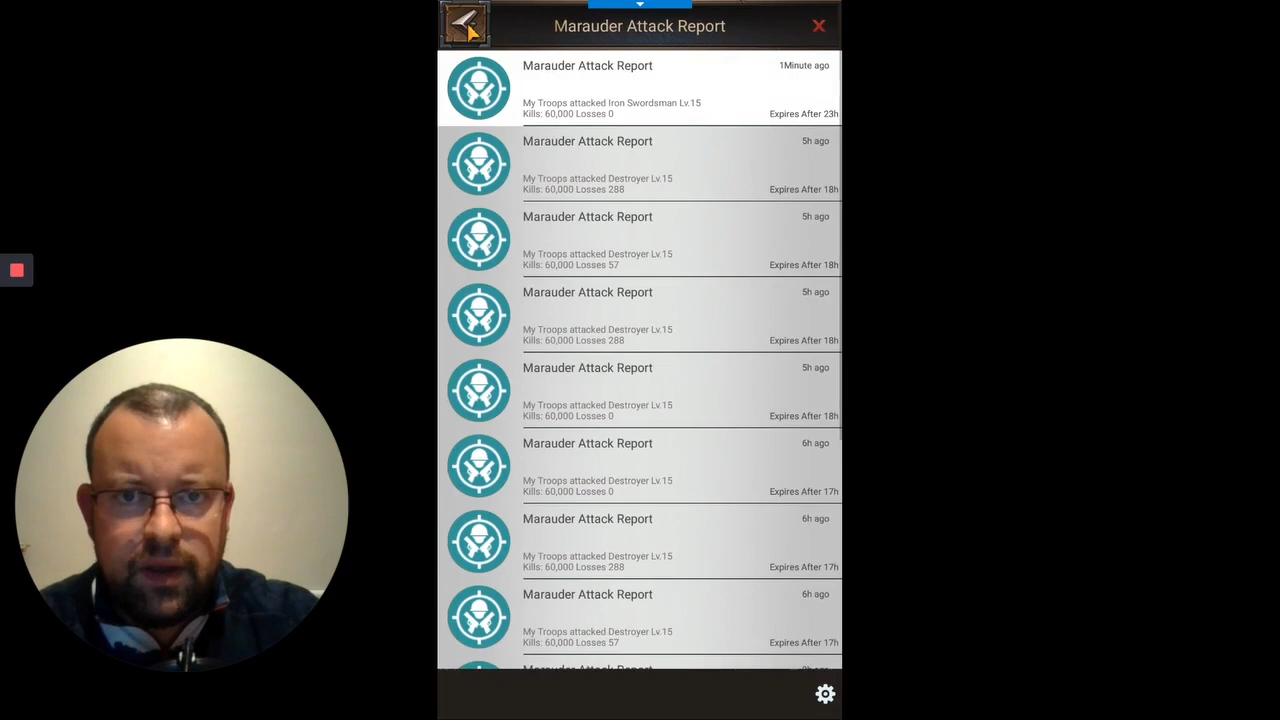 Marauder Attack Report
Marauder Attack Report
1Minute ago
My Troops attacked Iron Swordsman Lv.15
Kills: 60,000 Losses 0
Expires After 23h
Marauder Attack Report
5h ago
My Troops attacked Destroyer Lv.15
Kills: 60,000 Losses 288
Expires After 18h
Marauder Attack Report
5h ago
My Troops attacked Destroyer Lv.15
Kills: 60,000 Losses 57
Expires After 18h
Marauder Attack Report
5h ago
My Troops attacked Destroyer Lv.15
Kills: 60,000 Losses 288
Expires After 18h
Marauder Attack Report
5h ago
My Troops attacked Destroyer Lv.15
Kills: 60,000 Losses 0
Expires After 18h
Marauder Attack Report
6h ago
My Troops attacked Destroyer Lv.15
Kills: 60,000 Losses 0
Expires After 17h
Marauder Attack Report
6h ago
My Troops attacked Destroyer Lv.15
Kills: 60,000 Losses 288
Expires After 17h
Marauder Attack Report
6h ago
My Troops attacked Destroyer Lv.15
Kills: 60,000 Losses 57
Expires After 17h
Marauder Attack Report